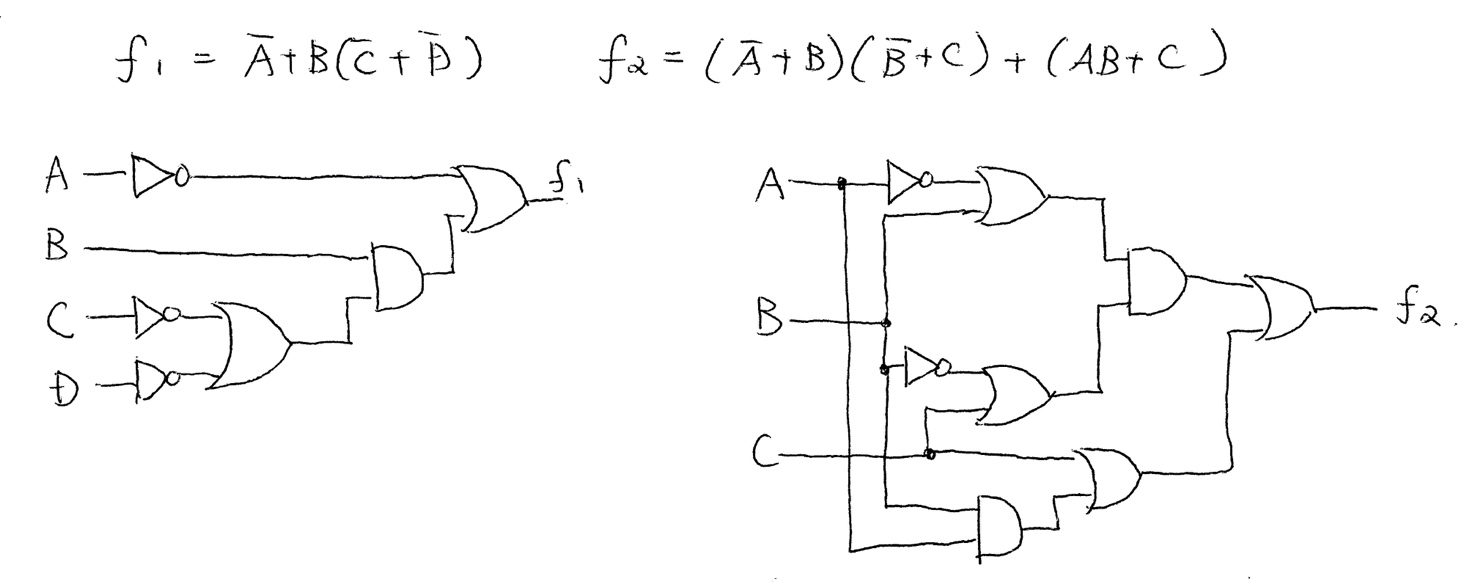 f₁ = A̅+B(C̅+D̅) f₂ = (A̅+B)(B̅+C)+(AB+C)
A
f₁
B
C
D
A
B
f₂.
C